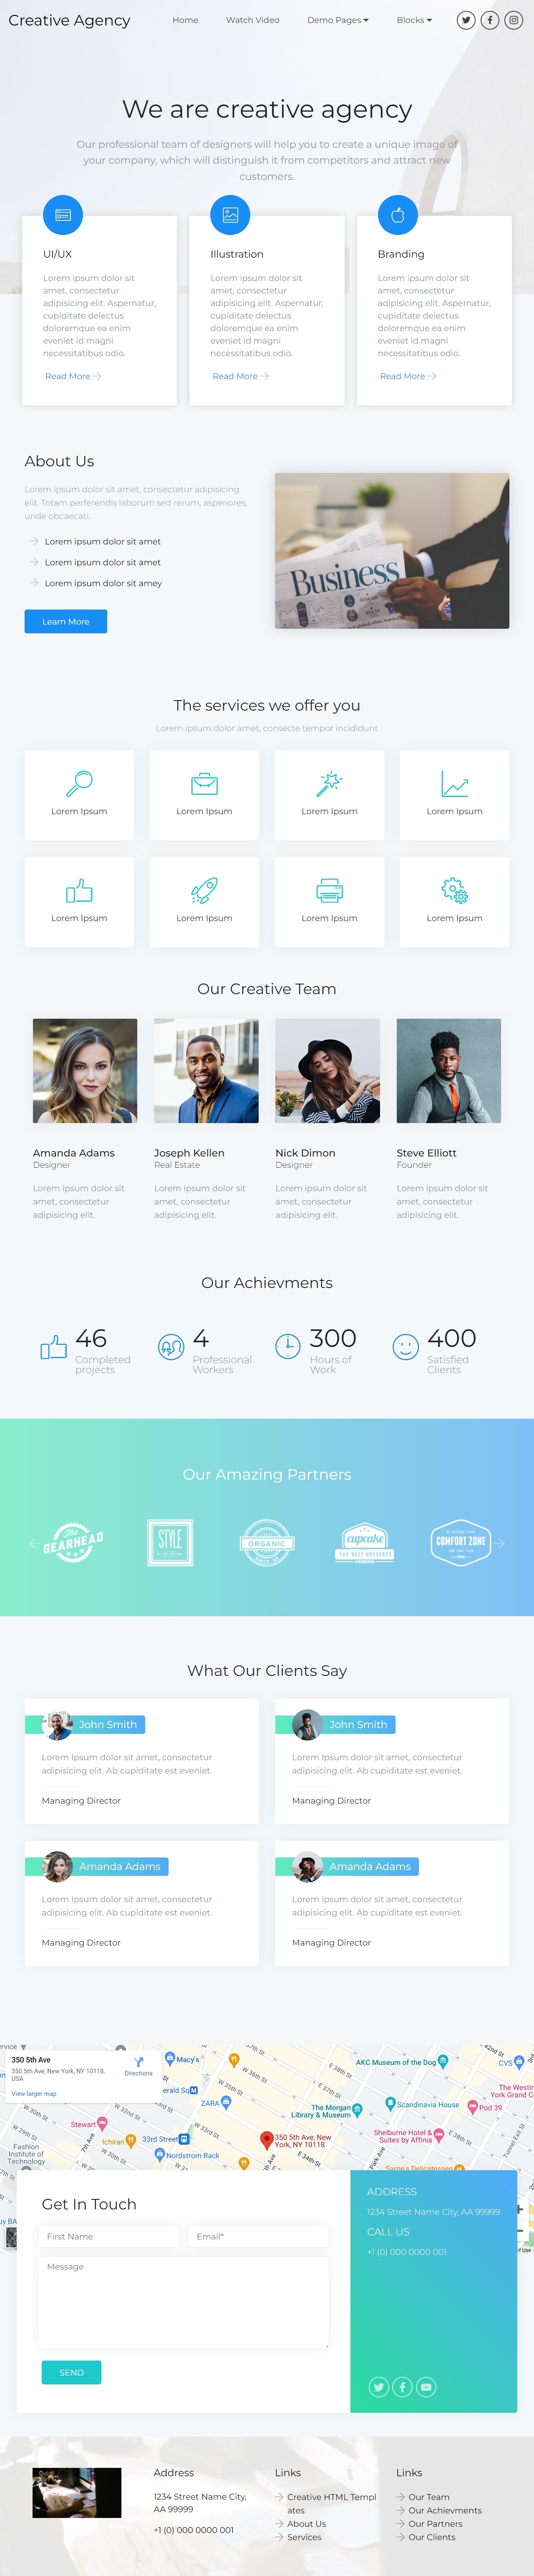 Creative Agency
Home
Watch Video
Demo Pages
Blocks
We are creative agency
Our professional team of designers will help you to create a unique image of
your company, which will distinguish it from competitors and attract new
customers.
UI/UX
Lorem ipsum dolor sit
amet, consectetur
adipisicing elit. Aspernatur,
cupiditate delectus
doloremque ea enim
eveniet id magni
necessitatibus odio.
Read More
Illustration
Lorem ipsum dolor sit
amet, consectetur
adipisicing elit. Aspernatur,
cupiditate delectus
doloremque ea enim
eveniet id magni
necessitatibus odio.
Read More
Branding
Lorem ipsum dolor sit
amet, consectetur
adipisicing elit. Aspernatur,
cupiditate delectus
doloremque ea enim
eveniet id magni
necessitatibus odio.
Read More
About Us
Lorem ipsum dolor sit amet, consectetur adipisicing
elit. Totam perferendis laborum sed rerum, asperiores,
unde obcaecati.
Lorem ipsum dolor sit amet
Lorem ipsum dolor sit amet
Lorem ipsum dolor sit amey
Learn More
Business
The services we offer you
Lorem ipsum dolor amet, consecte tempor incididunt
Lorem Ipsum
Lorem Ipsum
Lorem Ipsum
Lorem Ipsum
Lorem Ipsum
Lorem Ipsum
Lorem Ipsum
Lorem Ipsum
Our Creative Team
Amanda Adams
Designer
Lorem ipsum dolor sit
amet, consectetur
adipisicing elit.
Joseph Kellen
Real Estate
Lorem ipsum dolor sit
amet, consectetur
adipisicing elit.
Nick Dimon
Designer
Lorem ipsum dolor sit
amet, consectetur
adipisicing elit.
Steve Elliott
Founder
Lorem ipsum dolor sit
amet, consectetur
adipisicing elit.
Our Achievments
46
Completed
projects
4
Professional
Workers
300
Hours of
Work
400
Satisfied
Clients
Our Amazing Partners
The
GEARHEAD
STYLE
ORGANIC
cupcake
THE BEST DESSERTS
COMFORT ZONE
What Our Clients Say
John Smith
Lorem Ipsum dolor sit amet, consectetur
adipisicing elit. Ab cupiditate est eveniet.
Managing Director
John Smith
Lorem Ipsum dolor sit amet, consectetur
adipisicing elit. Ab cupiditate est eveniet.
Managing Director
Amanda Adams
Lorem Ipsum dolor sit amet, consectetur
adipisicing elit. Ab cupiditate est eveniet.
Managing Director
Amanda Adams
Lorem Ipsum dolor sit amet, consectetur
adipisicing elit. Ab cupiditate est eveniet.
Managing Director
350 5th Ave
350 5th Ave, New York, NY 10118,
USA
Directions
View larger map
Macy's
ZARA
AKC Museum of the Dog
CVS
The Morgan
Library & Museum
Scandinavia House
Pod 39
E 38th St
W 30th St
W 29th St
W 32nd St
W 35th St
W 36th St
E 34th St
Stewart
Ichiran
33rd Street
Nordstrom Rack
350 5th Ave, New
York, NY 10118
Shelburne Hotel &
Suites by Affinia
Park Ave
Fashion
Institute of
Technology
Sarge's Delicatessen
Get In Touch
First Name
Email*
Message
SEND
ADDRESS
1234 Street Name City, AA 99999
CALL US
+1 (0) 000 0000 001
Address
1234 Street Name City,
AA 99999
+1 (0) 000 0000 001
Links
Creative HTML Templ
ates
About Us
Services
Links
Our Team
Our Achievments
Our Partners
Our Clients